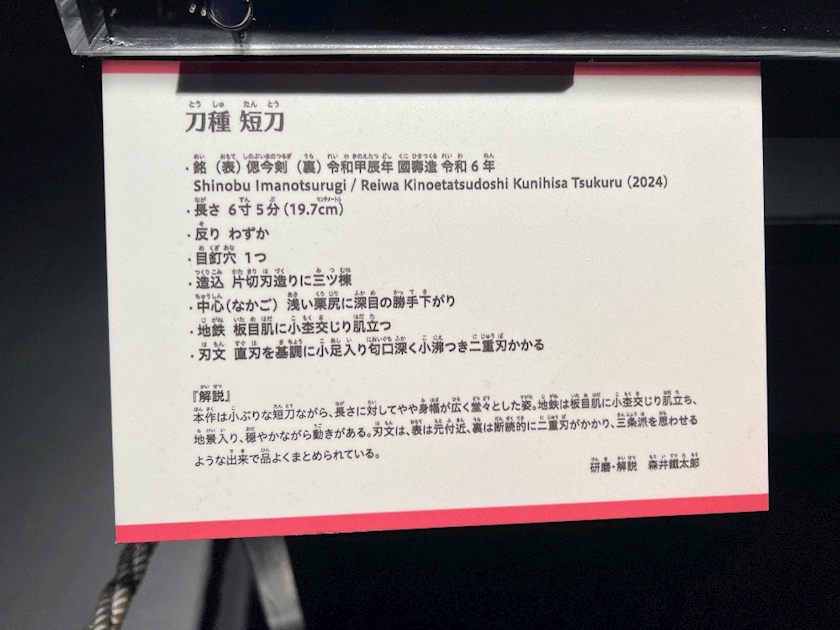 刀種 短刀
・銘（表）偲今剣（裏）令和甲辰年 國壽造 令和6年
Shinobu Imanotsurugi / Reiwa Kinoetatsudoshi Kunihisa Tsukuru（2024）
・長さ 6寸5分（19.7cm）
・反り わずか
・目釘穴 1つ
・造込 片切刃造りに三ツ棟
・中心（なかご）浅い栗尻に深目の勝手下がり
・地鉄 板目肌に小杢交じり肌立つ
・刃文 直刃を基調に小足入り匂口深く小沸つき二重刃かかる
『解説』
本作は小ぶりな短刀ながら、長さに対してやや身幅が広く堂々とした姿。地鉄は板目肌に小杢交じり肌立ち、
地景入り、穏やかながら動きがある。刃文は、表は元付近、裏は断続的に二重刃がかかり、三条派を思わせる
ような出来で品よくまとめられている。
研磨・解説　森井鐵太郎